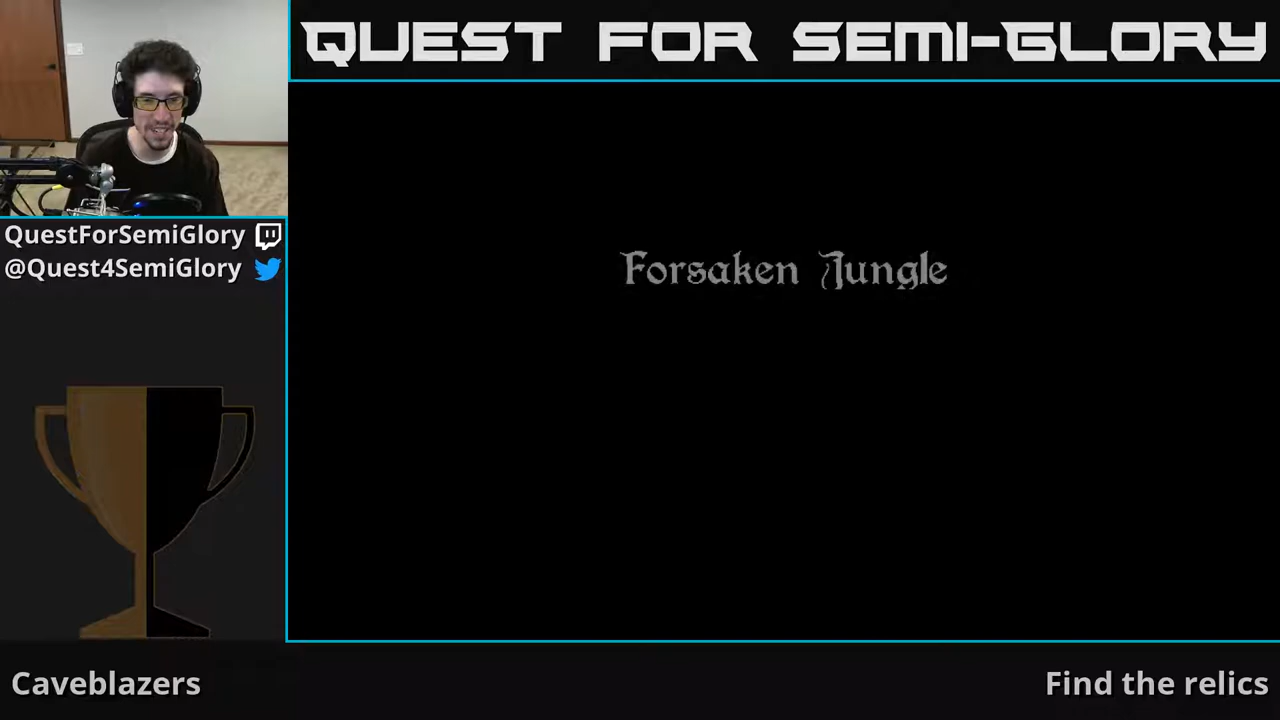 QUEST FOR SEMI-GLORY
QuestForSemiGlory
@Quest4SemiGlory
Forsaken Jungle
Caveblazers
Find the relics